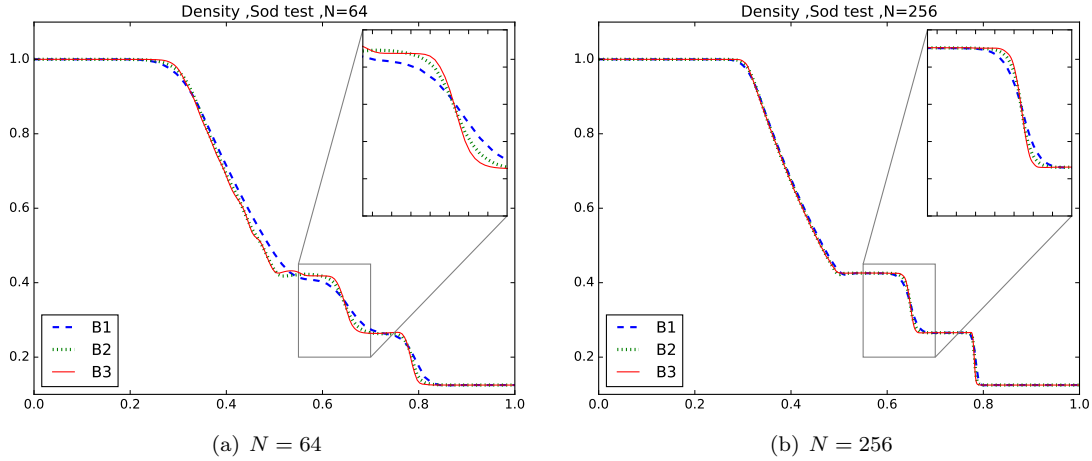 Density ,Sod test ,N=64
1.0
0.8
0.6
0.4
0.2
B1
B2
B3
0.0 0.2 0.4 0.6 0.8 1.0
(a) N = 64
Density ,Sod test ,N=256
1.0
0.8
0.6
0.4
0.2
B1
B2
B3
0.0 0.2 0.4 0.6 0.8 1.0
(b) N = 256